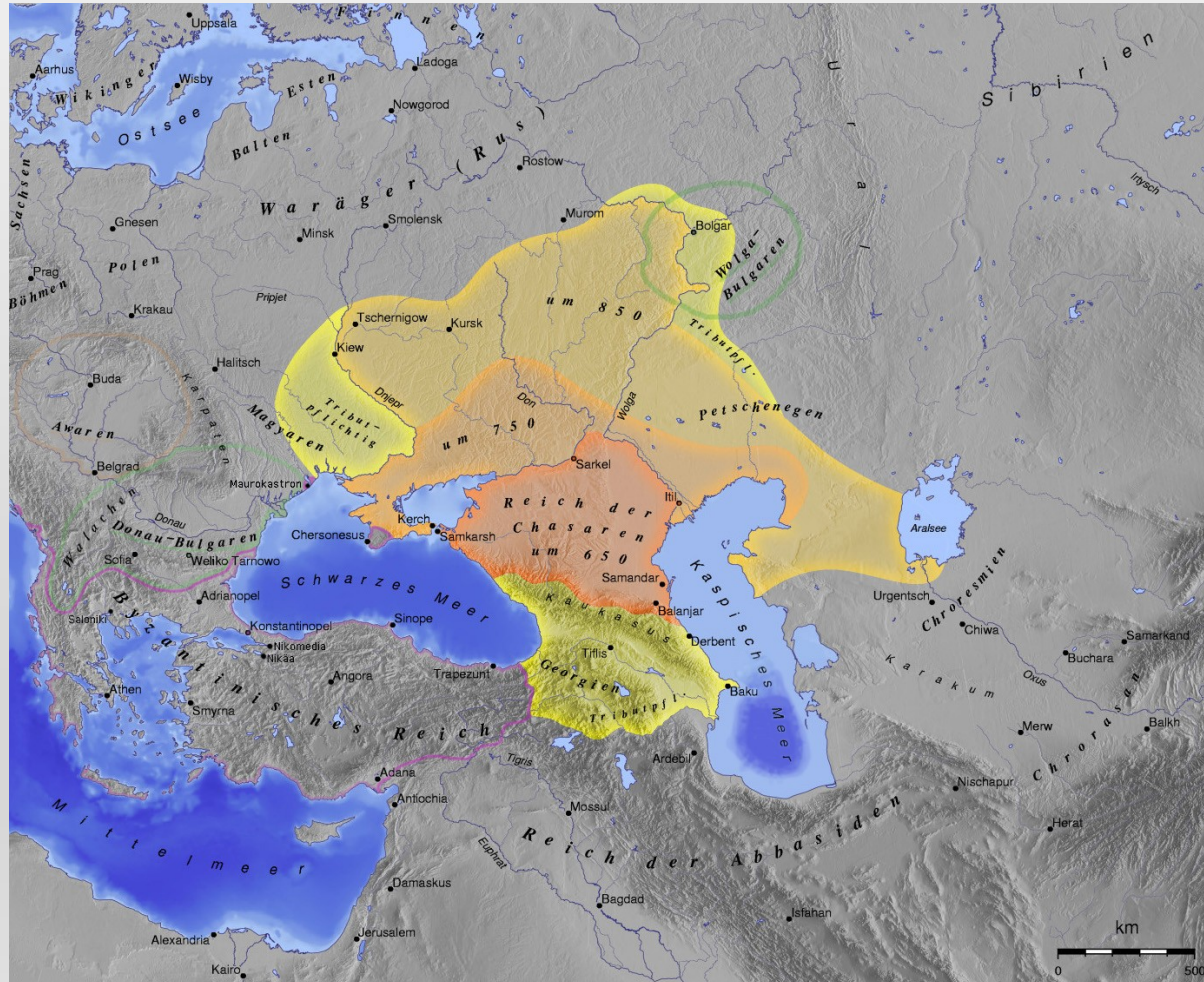 Uppsala
Finnen
Aarhus
Wikinger
Wisby
Ladoga
Ural
Sibirien
Ostsee
Esten
Nowgorod
Balten
Rostow
Irtysch
Sachsen
Waräger (Rus)
Gnesen
Minsk
Smolensk
Murom
Bolgar
Wolga-
Bulgaren
Polen
Prag
Böhmen
Pripjet
um 850
Krakau
Tschernigow
Kursk
Tributpfl.
Kiew
Halitsch
Buda
Karpaten
Dnjepr
Don
Wolga
Petschenegen
Tribut-
pflichtig
Magyaren
um 750
Awaren
Belgrad
Sarkel
Maurokastron
Itil
Reich der
Chasaren
um 650
Aralsee
Walachen
Donau
Donau-Bulgaren
Kerch
Samkarsh
Chersonesus
Sofia
Weliko Tarnowo
Schwarzes Meer
Samandar
Kaspisches Meer
Chroresmien
Adrianopel
Balanjar
Urgentsch
Saloniki
Byzantinisches Reich
Kaukasus
Konstantinopel
Sinope
Derbent
Chiwa
Samarkand
Nikomedia
Nikäa
Tiflis
Buchara
Karakum
Trapezunt
Georgien
Angora
Baku
Oxus
Athen
Smyrna
Tributpfl.
Merw
Balkh
Ardebil
Tigris
Chrorasan
Adana
Antiochia
Nischapur
Mossul
Mittelmeer
Reich der Abbasiden
Herat
Euphrat
Damaskus
Bagdad
Isfahan
Alexandria
Jerusalem
km
Kairo
0
500